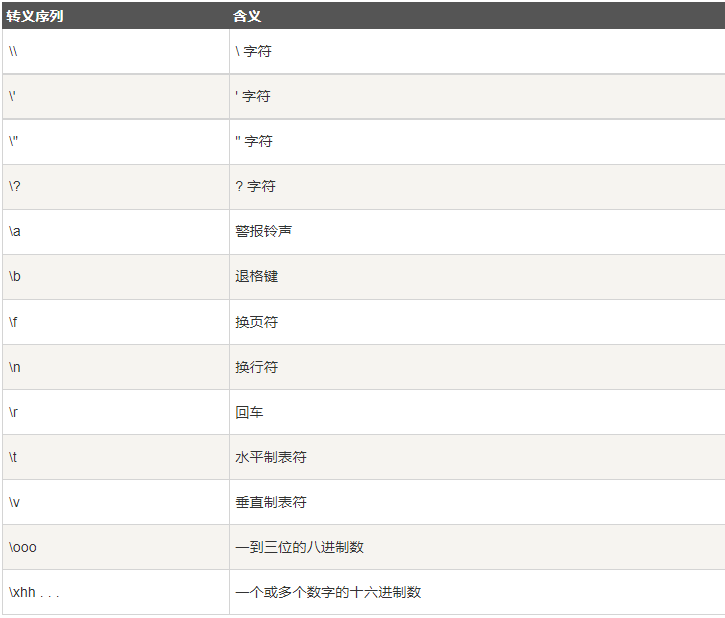 转义序列 含义
\\ \ 字符
\' ' 字符
\" " 字符
\? ? 字符
\a 警报铃声
\b 退格键
\f 换页符
\n 换行符
\r 回车
\t 水平制表符
\v 垂直制表符
\ooo 一到三位的八进制数
\xhh . . . 一个或多个数字的十六进制数